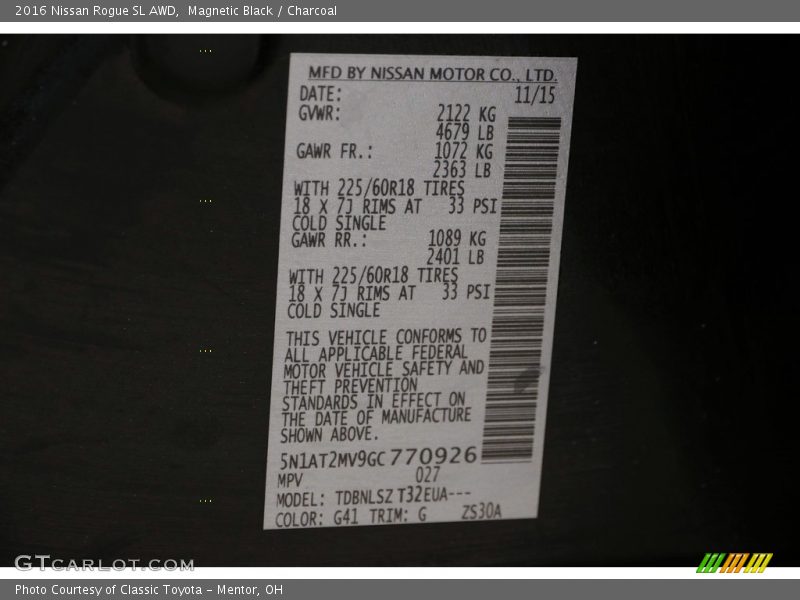 2016 Nissan Rogue SL AWD,  Magnetic Black / Charcoal
MFD BY NISSAN MOTOR CO., LTD.
DATE: 11/15
GVWR: 2122 KG
4679 LB
GAWR FR.: 1072 KG
2363 LB
WITH 225/60R18 TIRES
18 X 7J RIMS AT 33 PSI
COLD SINGLE
GAWR RR.: 1089 KG
2401 LB
WITH 225/60R18 TIRES
18 X 7J RIMS AT 33 PSI
COLD SINGLE
THIS VEHICLE CONFORMS TO
ALL APPLICABLE FEDERAL
MOTOR VEHICLE SAFETY AND
THEFT PREVENTION
STANDARDS IN EFFECT ON
THE DATE OF MANUFACTURE
SHOWN ABOVE.
5N1AT2MV9GC770926
MPV 027
MODEL: TDBNLSZ T32EUA---
COLOR: G41 TRIM: G ZS30A
GTCARLOT.COM
Photo Courtesy of Classic Toyota - Mentor, OH